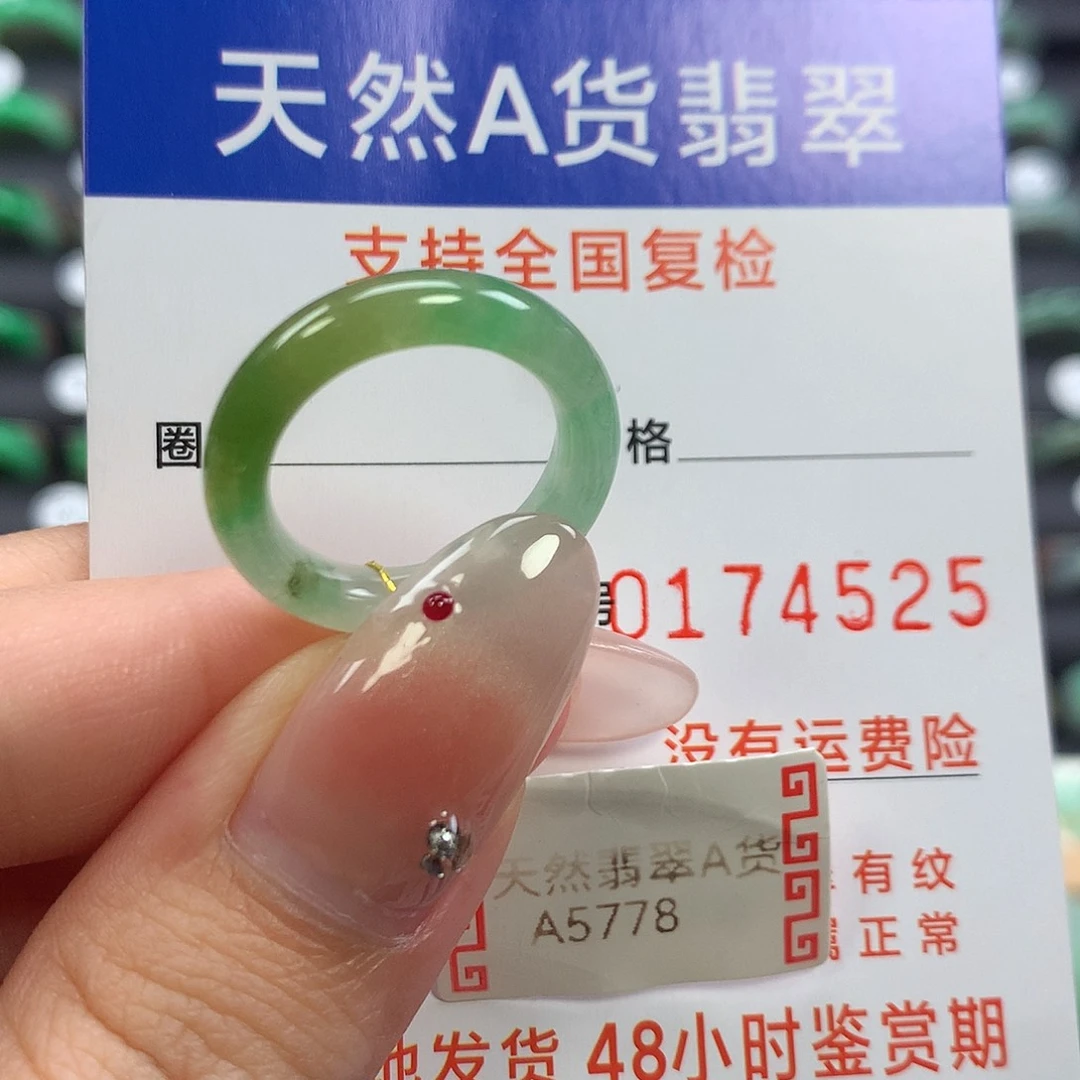 天然A货翡翠
支持全国复检
圈 格
0174525
没有运费险
天然翡翠A货
A5778
有纹
正常
发货 48小时鉴赏期